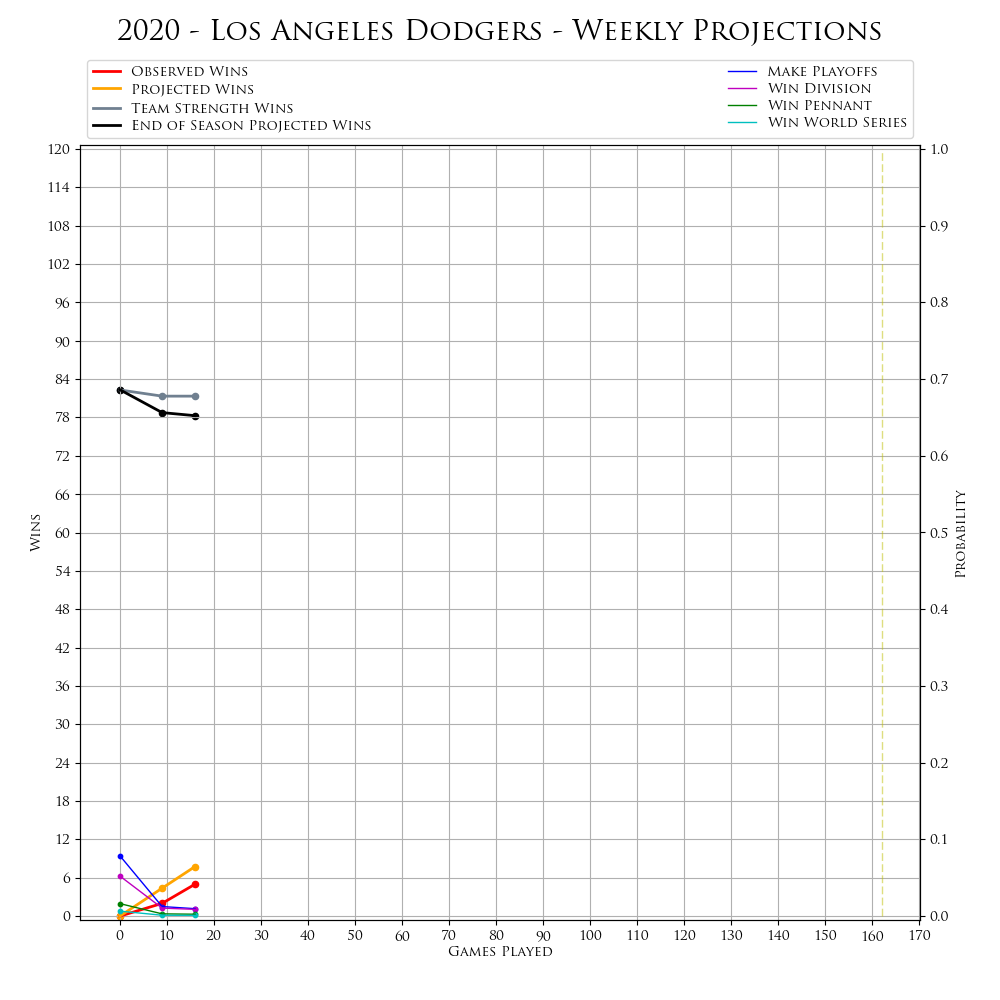 2020 - Los Angeles Dodgers - Weekly Projections
Observed Wins
Projected Wins
Team Strength Wins
End of Season Projected Wins
Make Playoffs
Win Division
Win Pennant
Win World Series
120
114
108
102
96
90
84
78
72
66
60
54
48
42
36
30
24
18
12
6
0
Wins
1.0
0.9
0.8
0.7
0.6
0.5
0.4
0.3
0.2
0.1
0.0
Probability
0 10 20 30 40 50 60 70 80 90 100 110 120 130 140 150 160 170
Games Played